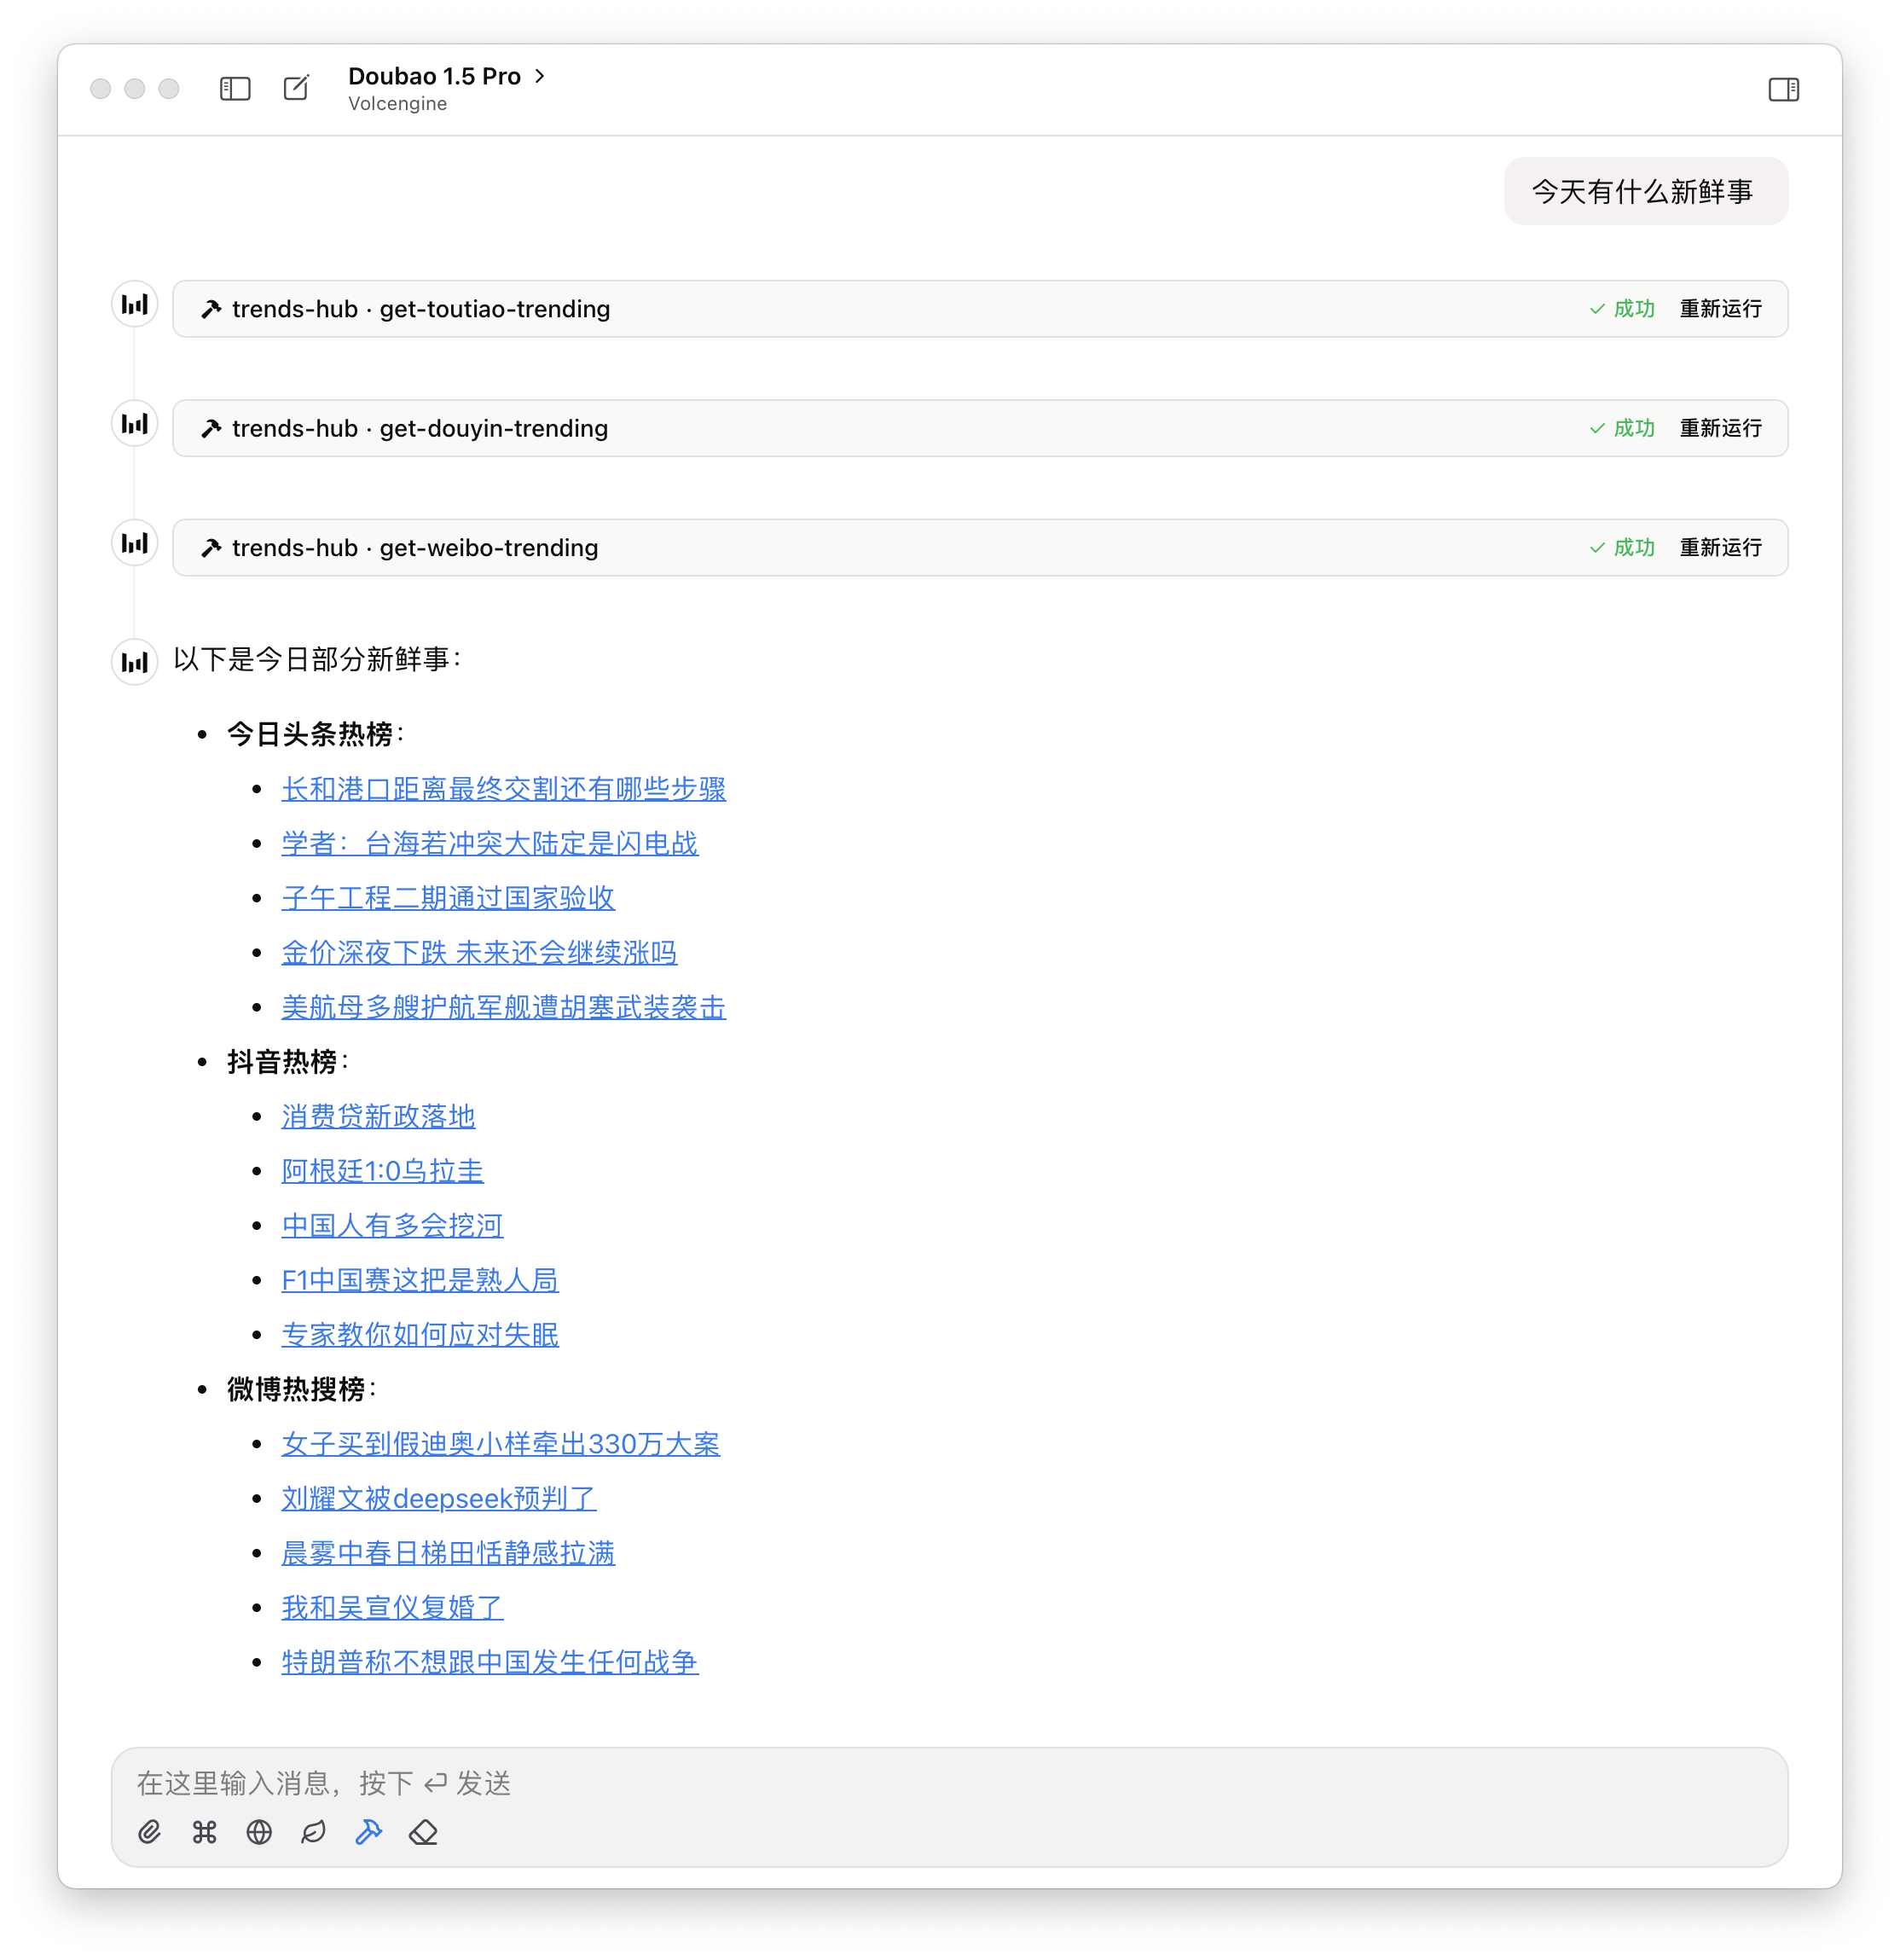 Doubao 1.5 Pro
Volcengine
今天有什么新鲜事
trends-hub · get-toutiao-trending 成功 重新运行
trends-hub · get-douyin-trending 成功 重新运行
trends-hub · get-weibo-trending 成功 重新运行
以下是今日部分新鲜事：
今日头条热榜：
长和港口距离最终交割还有哪些步骤
学者：台海若冲突大陆定是闪电战
子午工程二期通过国家验收
金价深夜下跌 未来还会继续涨吗
美航母多艘护航军舰遭胡塞武装袭击
抖音热榜：
消费贷新政落地
阿根廷1:0乌拉圭
中国人有多会挖河
F1中国赛这把是熟人局
专家教你如何应对失眠
微博热搜榜：
女子买到假迪奥小样牵出330万大案
刘耀文被deepseek预判了
晨雾中春日梯田恬静感拉满
我和吴宣仪复婚了
特朗普称不想跟中国发生任何战争
在这里输入消息，按下 ↩ 发送